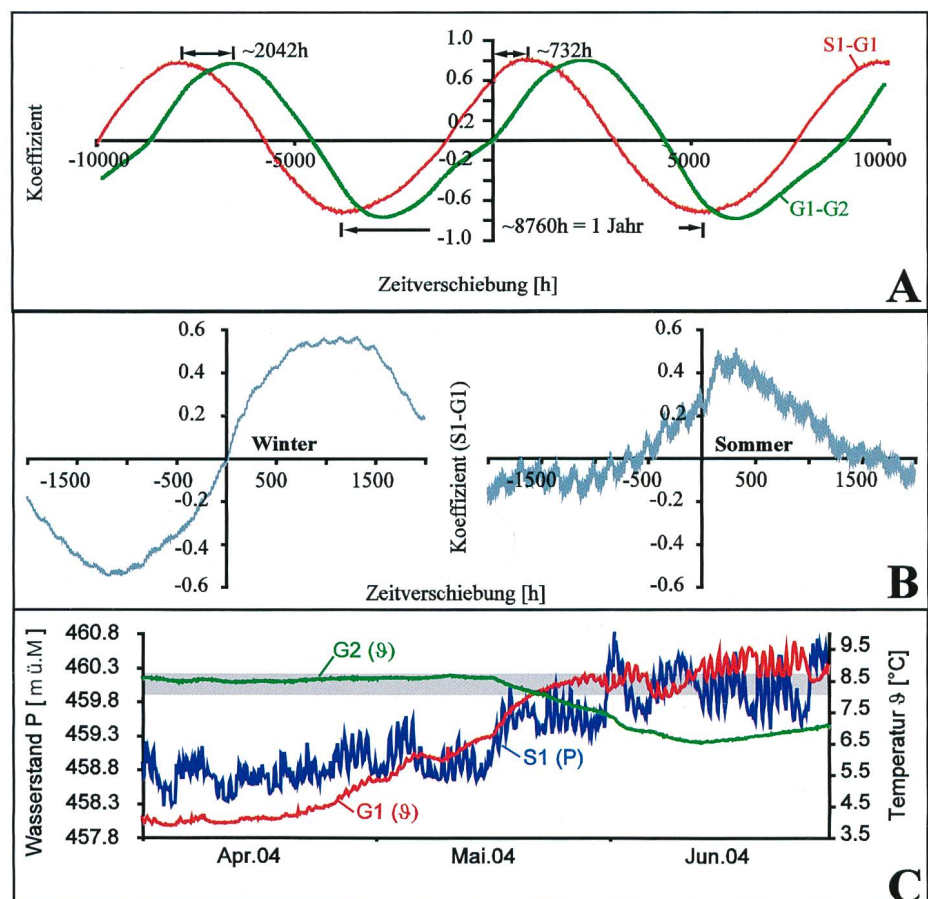 ~2042h
1.0
~732h
S1-G1
0.6
Koeffizient
0.2
-10000
-5000
-0.2
5000
10000
-0.6
G1-G2
~8760h = 1 Jahr
-1.0
Zeitverschiebung [h]
A
0.6
0.4
0.2
Winter
-1500
-500
500
1500
-0.2
-0.4
-0.6
Koeffizient (S1-G1)
0.6
0.4
0.2
Sommer
-1500
-500
500
1500
-0.2
-0.4
-0.6
Zeitverschiebung [h]
B
Wasserstand P [ m ü.M ]
460.8
460.3
459.8
459.3
458.8
458.3
457.8
G2 (ϑ)
S1 (P)
G1 (ϑ)
9.5
8.5
7.5
6.5
5.5
4.5
3.5
Temperatur ϑ [°C]
Apr.04
Mai.04
Jun.04
C